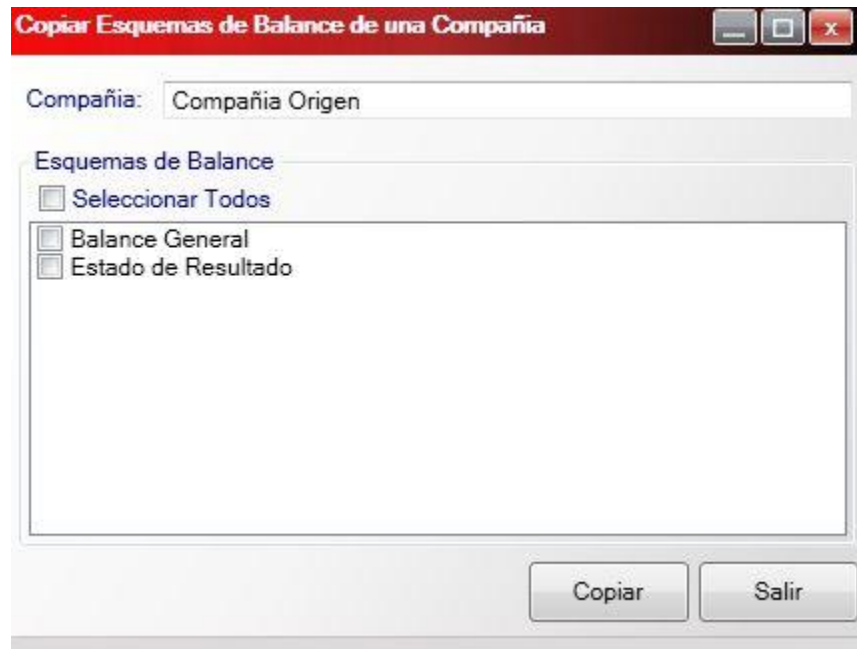 Copiar Esquemas de Balance de una Compañia
Compañia: Compañia Origen
Esquemas de Balance
Seleccionar Todos
Balance General
Estado de Resultado
Copiar Salir